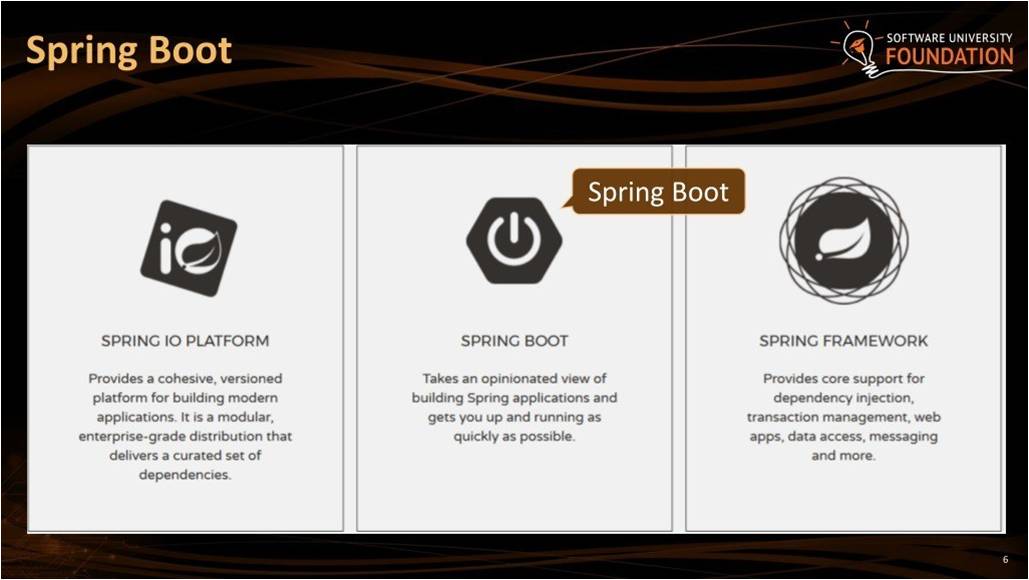 Spring Boot
SOFTWARE UNIVERSITY
FOUNDATION
Spring Boot
io
SPRING IO PLATFORM
Provides a cohesive, versioned
platform for building modern
applications. It is a modular,
enterprise-grade distribution that
delivers a curated set of
dependencies.
SPRING BOOT
Takes an opinionated view of
building Spring applications and
gets you up and running as
quickly as possible.
SPRING FRAMEWORK
Provides core support for
dependency injection,
transaction management, web
apps, data access, messaging
and more.
6